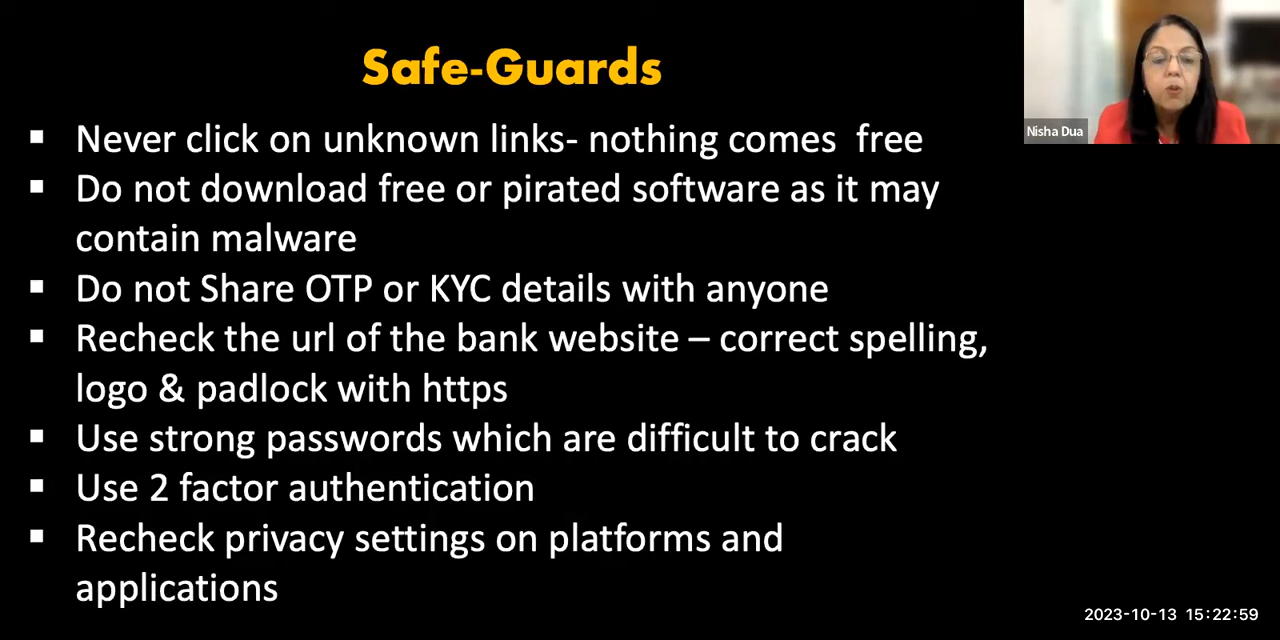 Safe-Guards
▪ Never click on unknown links- nothing comes  free
▪ Do not download free or pirated software as it may
contain malware
▪ Do not Share OTP or KYC details with anyone
▪ Recheck the url of the bank website – correct spelling,
logo & padlock with https
▪ Use strong passwords which are difficult to crack
▪ Use 2 factor authentication
▪ Recheck privacy settings on platforms and
applications
Nisha Dua
2023-10-13 15:22:59